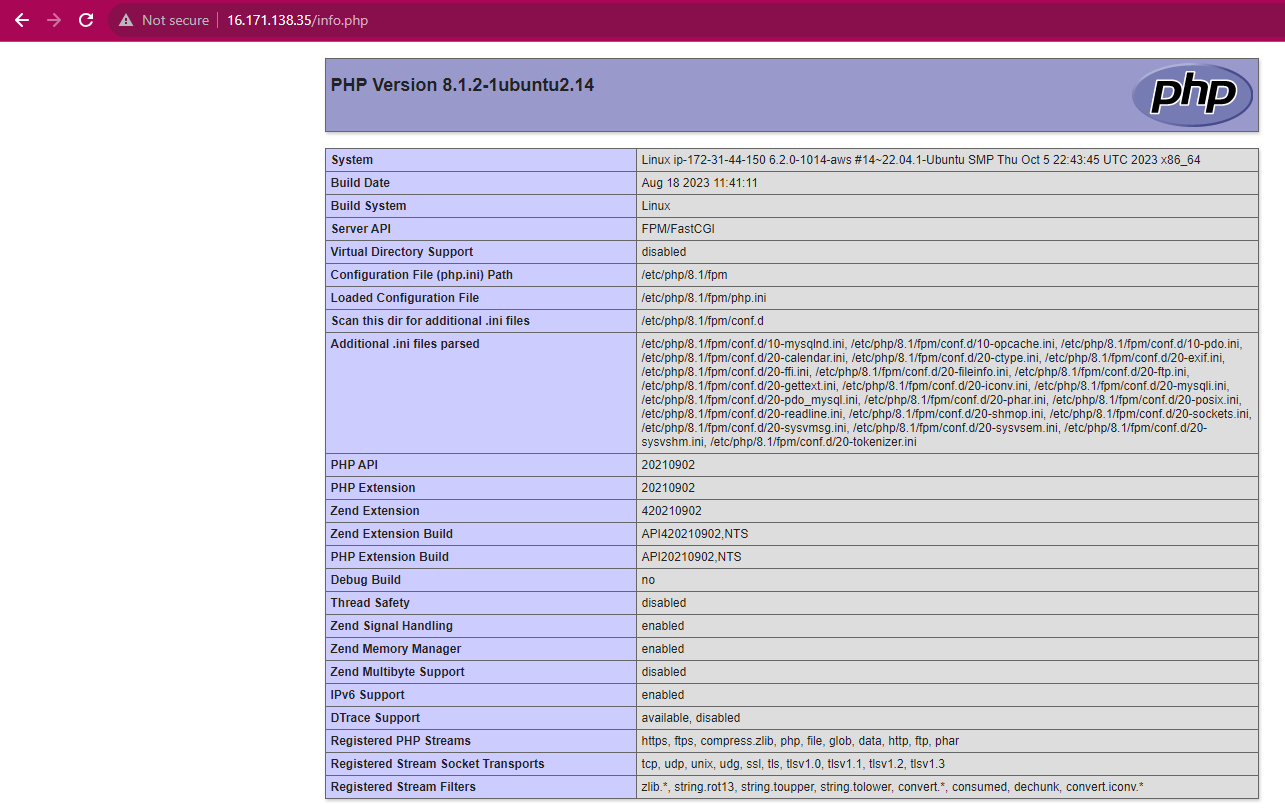 Not secure 16.171.138.35/info.php
PHP Version 8.1.2-1ubuntu2.14
php
System Linux ip-172-31-44-150 6.2.0-1014-aws #14~22.04.1-Ubuntu SMP Thu Oct 5 22:43:45 UTC 2023 x86_64
Build Date Aug 18 2023 11:41:11
Build System Linux
Server API FPM/FastCGI
Virtual Directory Support disabled
Configuration File (php.ini) Path /etc/php/8.1/fpm
Loaded Configuration File /etc/php/8.1/fpm/php.ini
Scan this dir for additional .ini files /etc/php/8.1/fpm/conf.d
Additional .ini files parsed /etc/php/8.1/fpm/conf.d/10-mysqlnd.ini, /etc/php/8.1/fpm/conf.d/10-opcache.ini, /etc/php/8.1/fpm/conf.d/10-pdo.ini,
/etc/php/8.1/fpm/conf.d/20-calendar.ini, /etc/php/8.1/fpm/conf.d/20-ctype.ini, /etc/php/8.1/fpm/conf.d/20-exif.ini,
/etc/php/8.1/fpm/conf.d/20-ffi.ini, /etc/php/8.1/fpm/conf.d/20-fileinfo.ini, /etc/php/8.1/fpm/conf.d/20-ftp.ini,
/etc/php/8.1/fpm/conf.d/20-gettext.ini, /etc/php/8.1/fpm/conf.d/20-iconv.ini, /etc/php/8.1/fpm/conf.d/20-mysqli.ini,
/etc/php/8.1/fpm/conf.d/20-pdo_mysql.ini, /etc/php/8.1/fpm/conf.d/20-phar.ini, /etc/php/8.1/fpm/conf.d/20-posix.ini,
/etc/php/8.1/fpm/conf.d/20-readline.ini, /etc/php/8.1/fpm/conf.d/20-shmop.ini, /etc/php/8.1/fpm/conf.d/20-sockets.ini,
/etc/php/8.1/fpm/conf.d/20-sysvmsg.ini, /etc/php/8.1/fpm/conf.d/20-sysvsem.ini, /etc/php/8.1/fpm/conf.d/20-
sysvshm.ini, /etc/php/8.1/fpm/conf.d/20-tokenizer.ini
PHP API 20210902
PHP Extension 20210902
Zend Extension 420210902
Zend Extension Build API420210902,NTS
PHP Extension Build API20210902,NTS
Debug Build no
Thread Safety disabled
Zend Signal Handling enabled
Zend Memory Manager enabled
Zend Multibyte Support disabled
IPv6 Support enabled
DTrace Support available, disabled
Registered PHP Streams https, ftps, compress.zlib, php, file, glob, data, http, ftp, phar
Registered Stream Socket Transports tcp, udp, unix, udg, ssl, tls, tlsv1.0, tlsv1.1, tlsv1.2, tlsv1.3
Registered Stream Filters zlib.*, string.rot13, string.toupper, string.tolower, convert.*, consumed, dechunk, convert.iconv.*